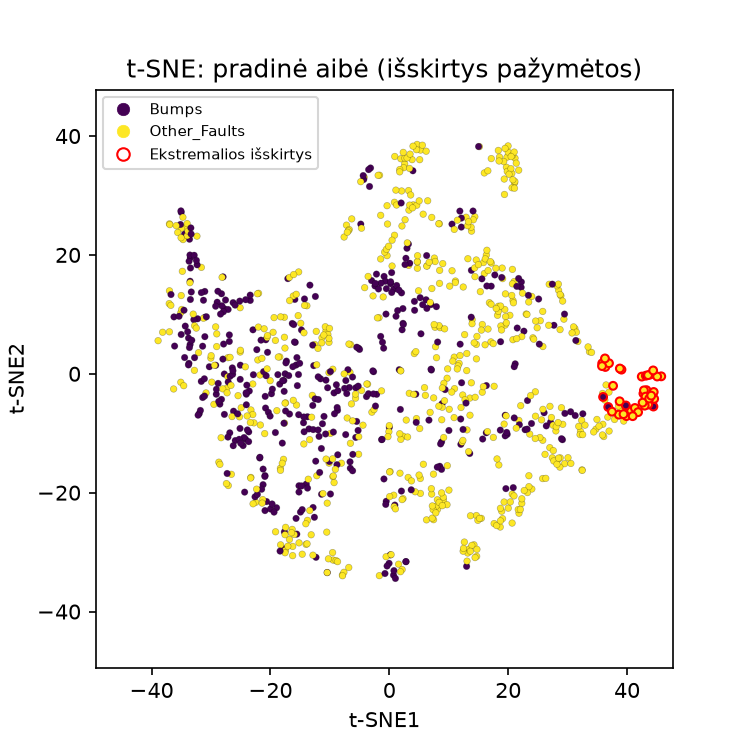 t-SNE: pradinė aibė (išskirtys pažymėtos)
Bumps
Other_Faults
Ekstremalios išskirtys
40
20
0
−20
−40
t-SNE2
−40 −20 0 20 40
t-SNE1